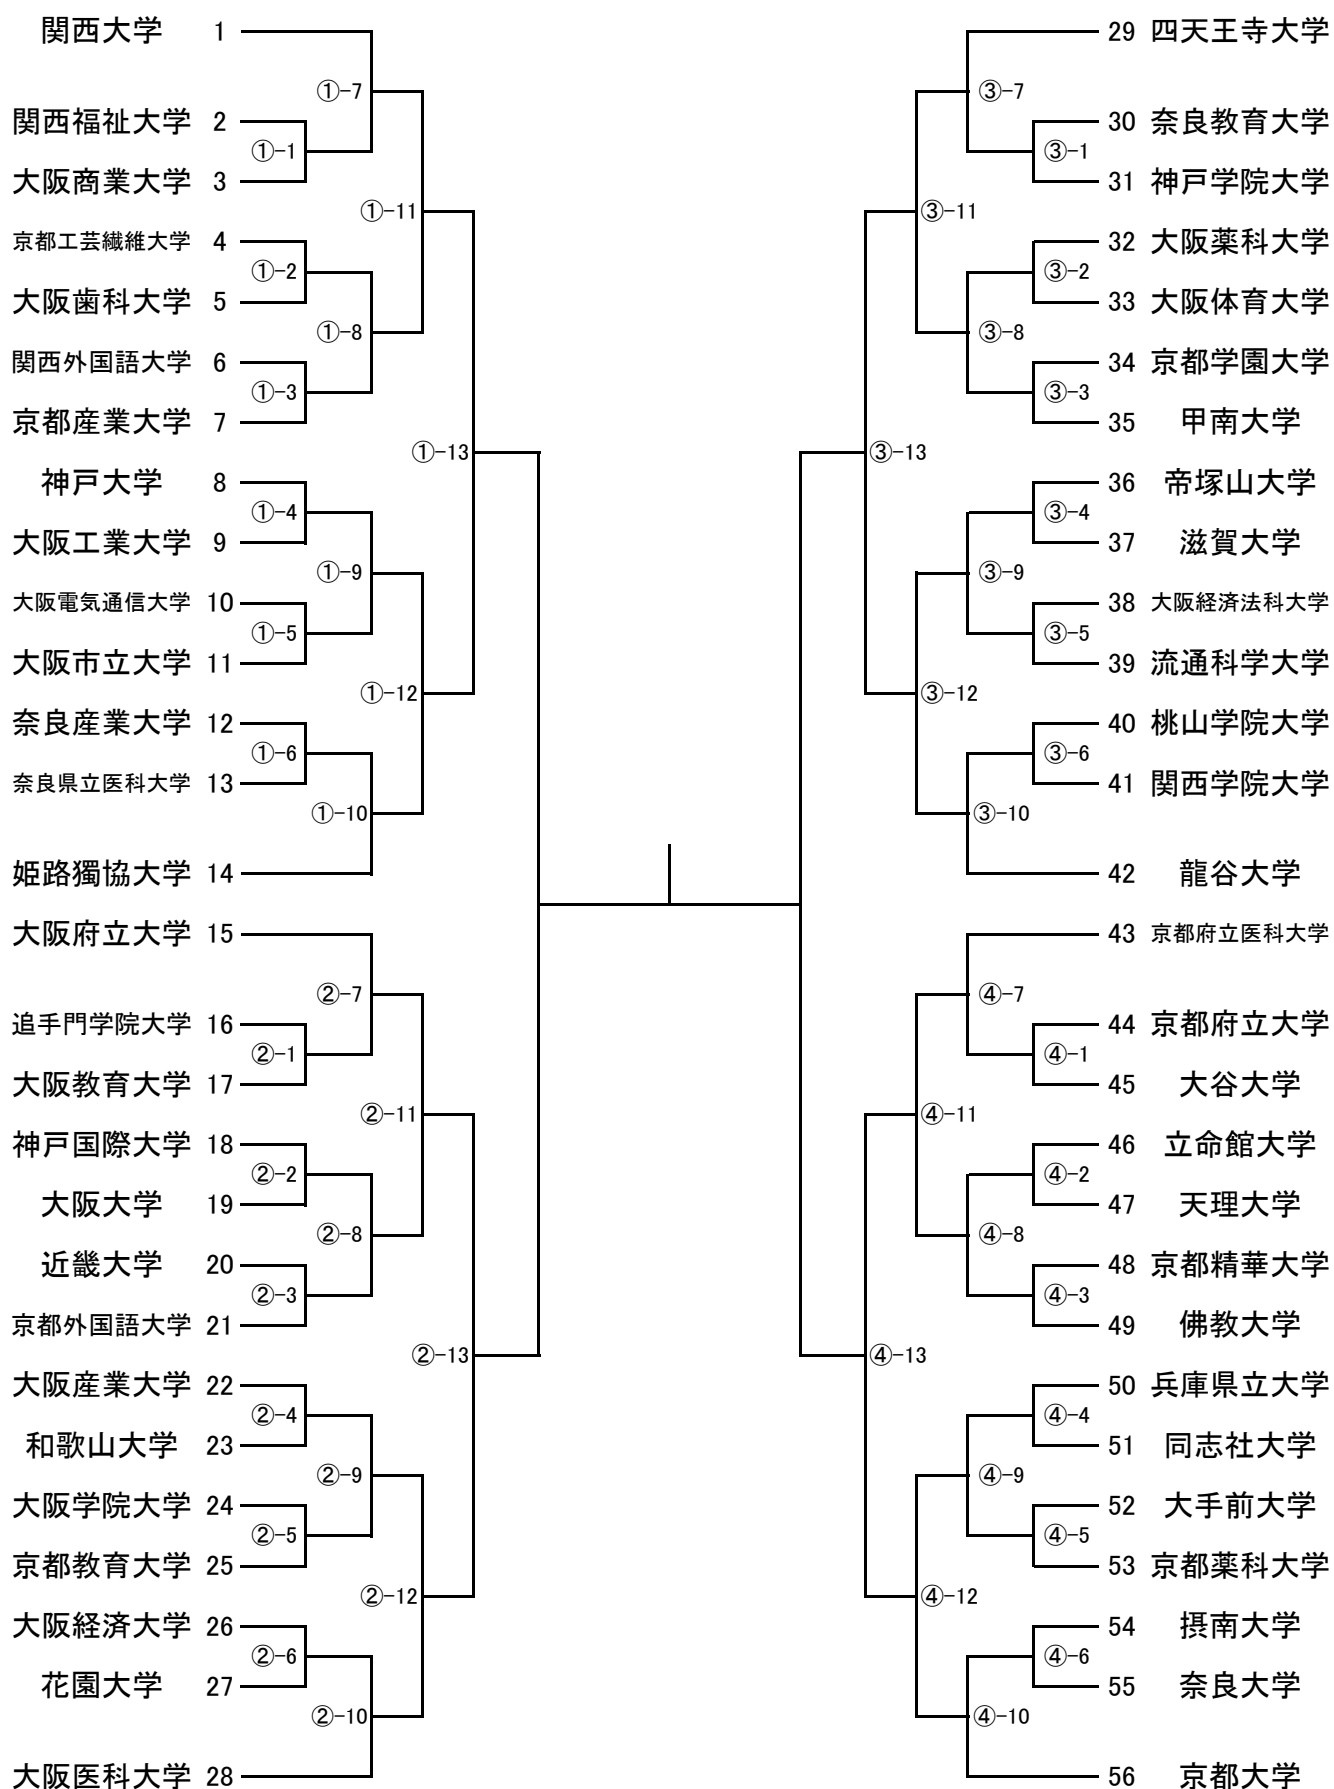 関西大学 1
①-7
関西福祉大学 2
①-1
大阪商業大学 3
①-11
京都工芸繊維大学 4
①-2
大阪歯科大学 5
①-8
関西外国語大学 6
①-3
京都産業大学 7
①-13
神戸大学 8
①-4
大阪工業大学 9
①-9
大阪電気通信大学 10
①-5
大阪市立大学 11
①-12
奈良産業大学 12
①-6
奈良県立医科大学 13
①-10
姫路獨協大学 14
大阪府立大学 15
②-7
追手門学院大学 16
②-1
大阪教育大学 17
②-11
神戸国際大学 18
②-2
大阪大学 19
②-8
近畿大学 20
②-3
京都外国語大学 21
②-13
大阪産業大学 22
②-4
和歌山大学 23
②-9
大阪学院大学 24
②-5
京都教育大学 25
②-12
大阪経済大学 26
②-6
花園大学 27
②-10
大阪医科大学 28
29 四天王寺大学
③-7
30 奈良教育大学
③-1
31 神戸学院大学
③-11
32 大阪薬科大学
③-2
33 大阪体育大学
③-8
34 京都学園大学
③-3
35 甲南大学
③-13
36 帝塚山大学
③-4
37 滋賀大学
③-9
38 大阪経済法科大学
③-5
39 流通科学大学
③-12
40 桃山学院大学
③-6
41 関西学院大学
③-10
42 龍谷大学
43 京都府立医科大学
④-7
44 京都府立大学
④-1
45 大谷大学
④-11
46 立命館大学
④-2
47 天理大学
④-8
48 京都精華大学
④-3
49 佛教大学
④-13
50 兵庫県立大学
④-4
51 同志社大学
④-9
52 大手前大学
④-5
53 京都薬科大学
④-12
54 摂南大学
④-6
55 奈良大学
④-10
56 京都大学